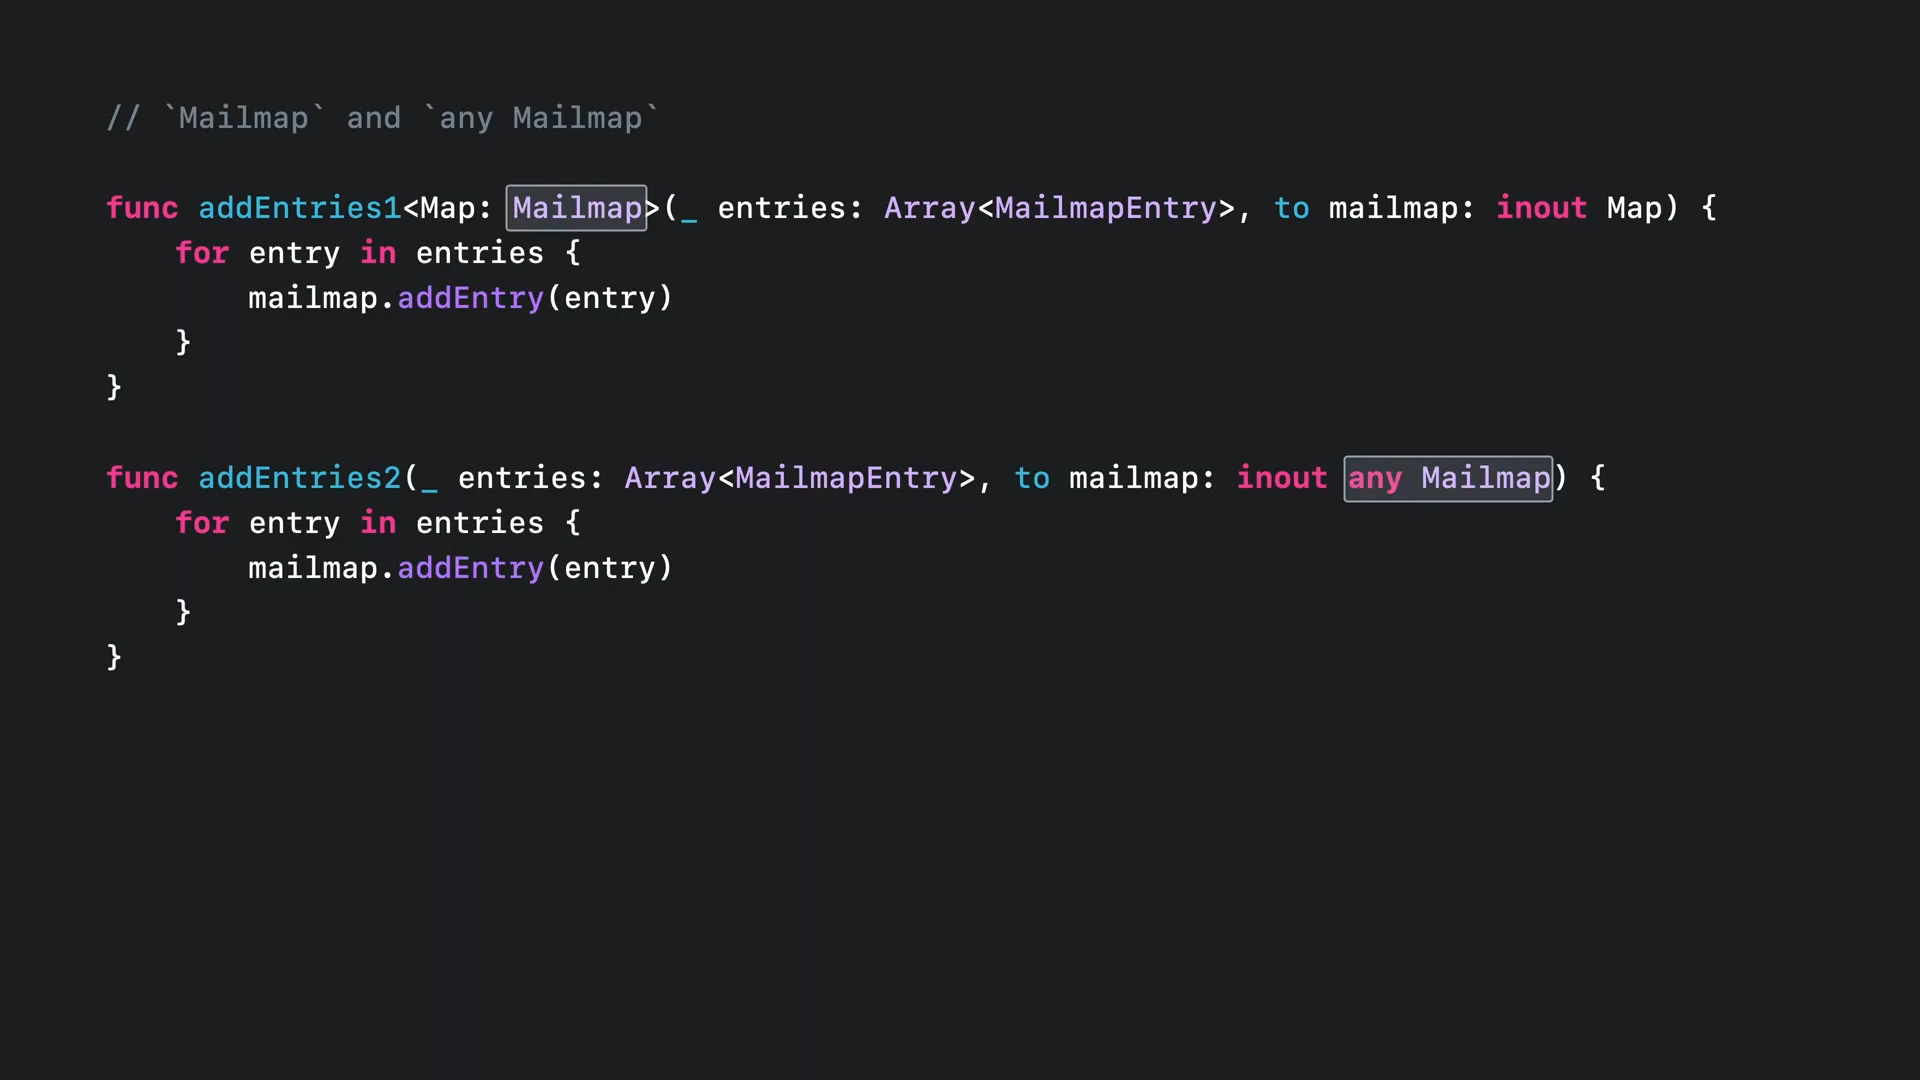 // `Mailmap` and `any Mailmap`
func addEntries1<Map: Mailmap>(_ entries: Array<MailmapEntry>, to mailmap: inout Map) {
    for entry in entries {
        mailmap.addEntry(entry)
    }
}
func addEntries2(_ entries: Array<MailmapEntry>, to mailmap: inout any Mailmap) {
    for entry in entries {
        mailmap.addEntry(entry)
    }
}